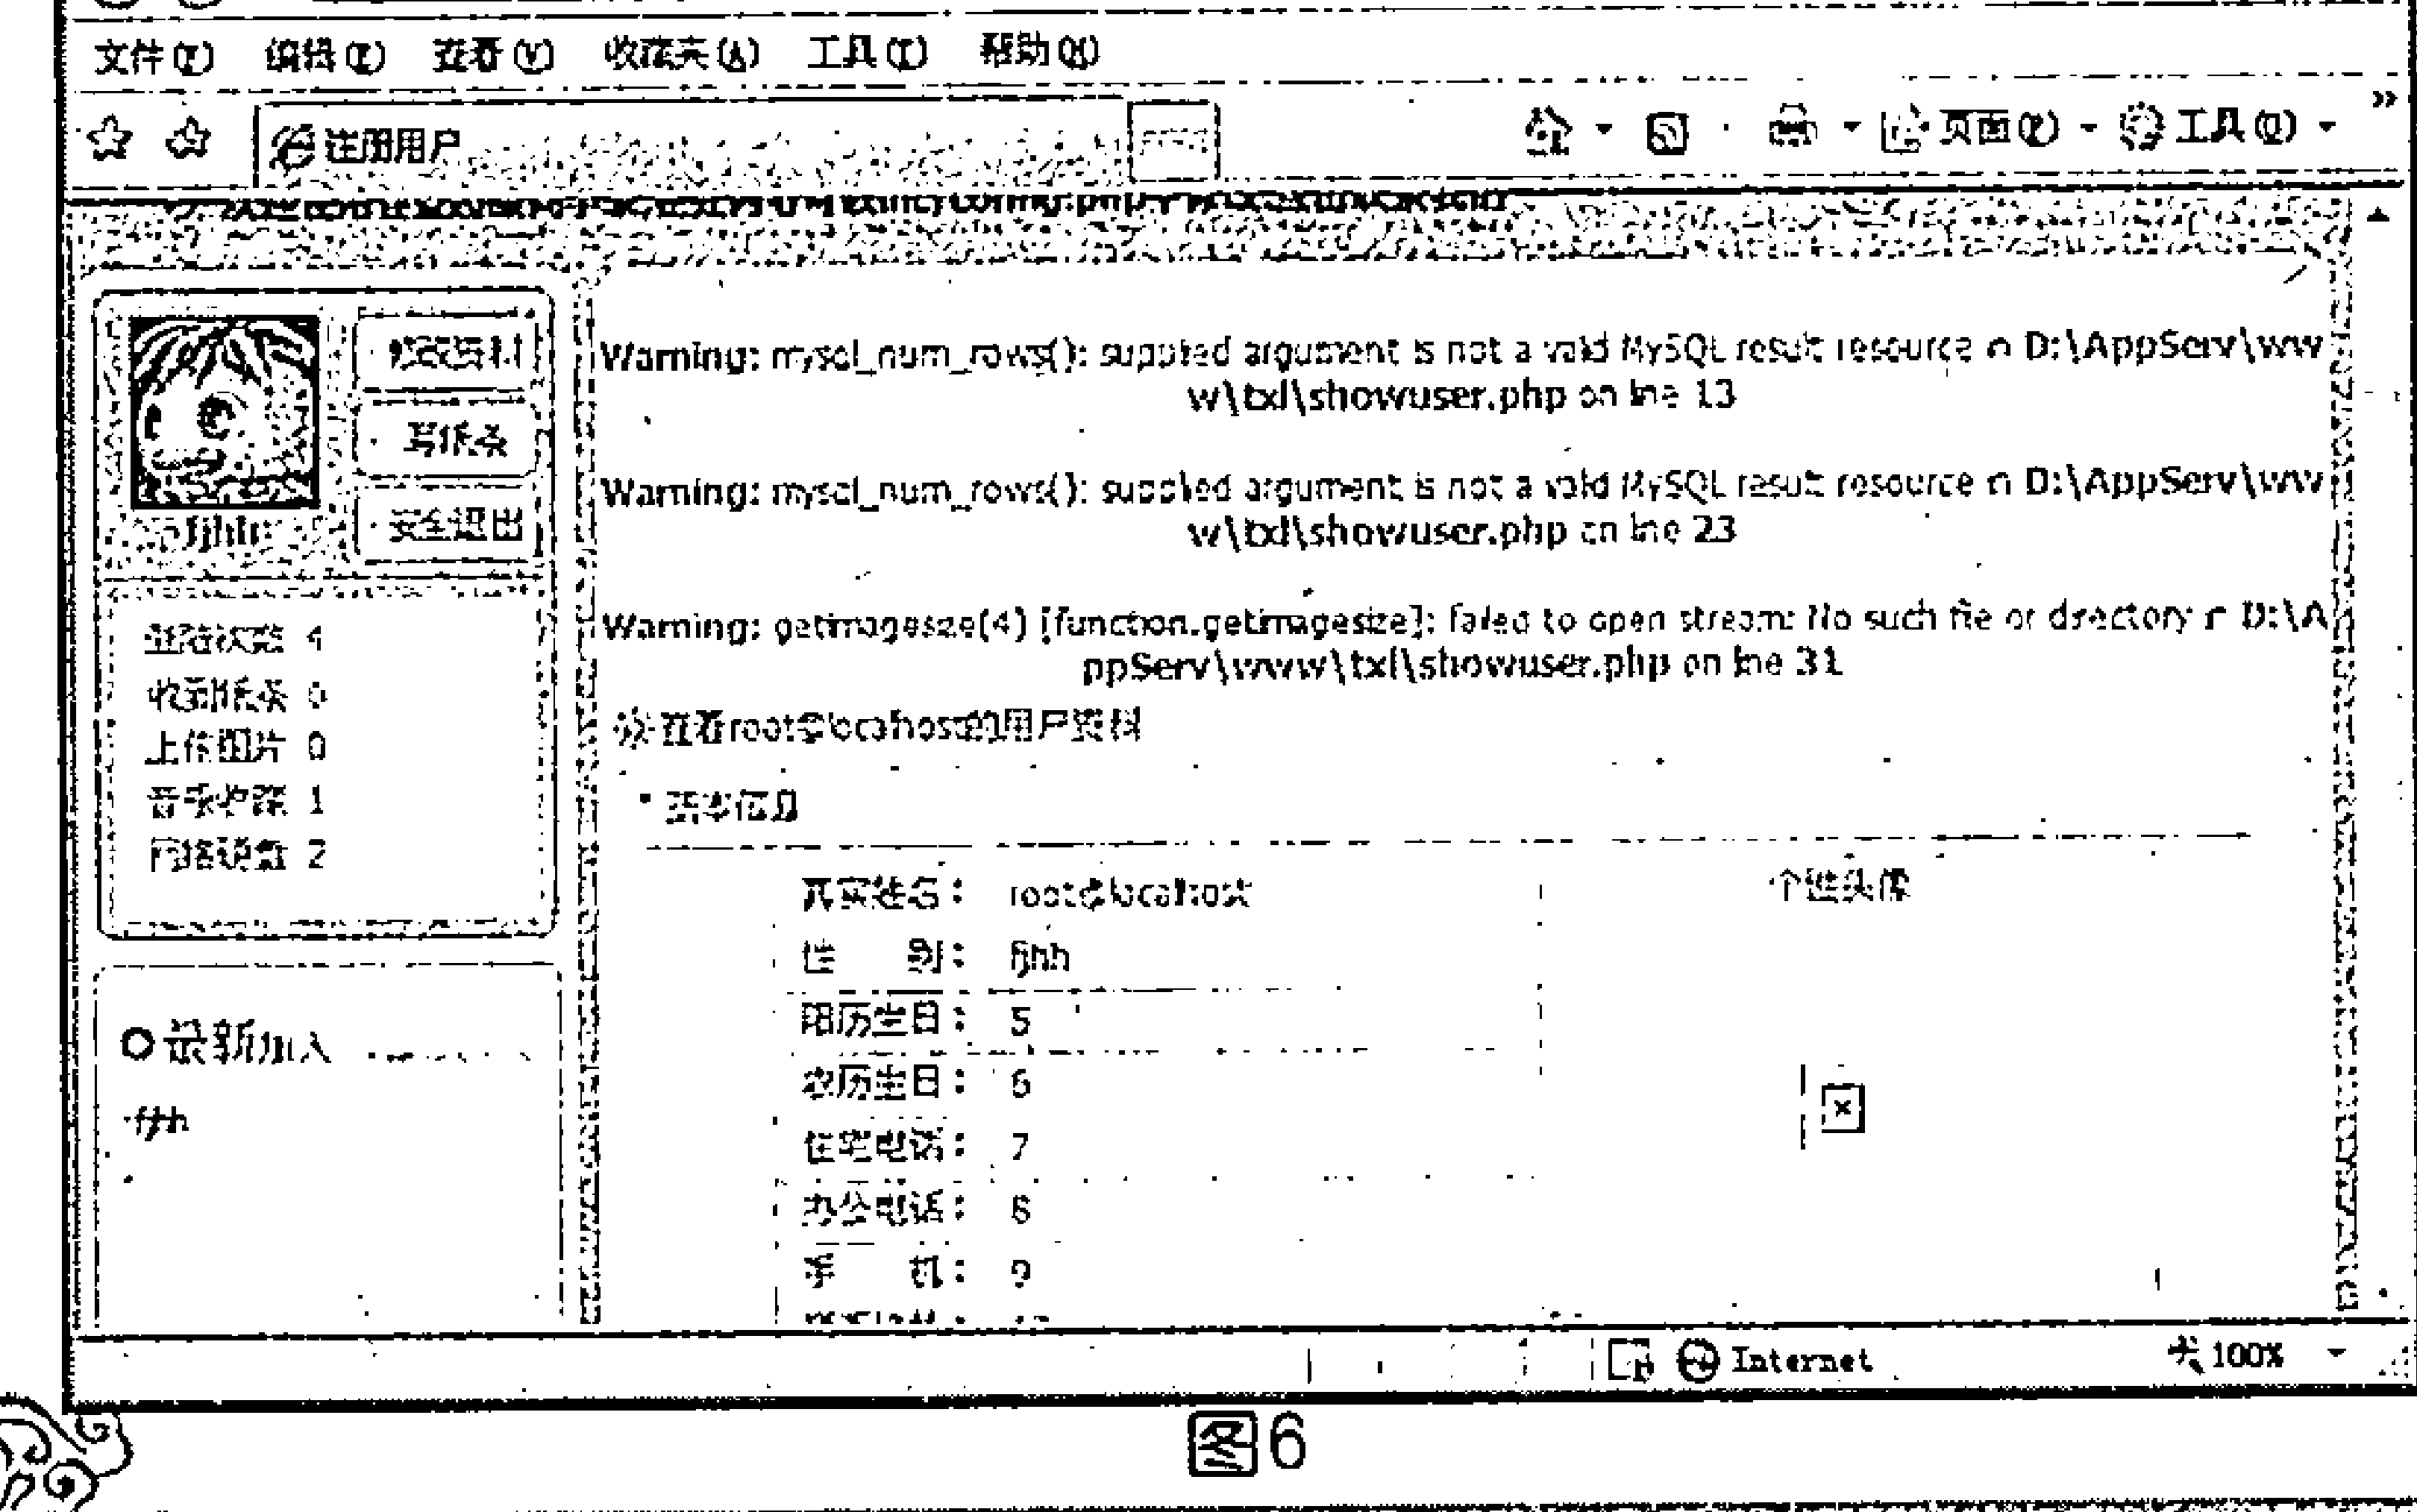 文件(F) 编辑(E) 查看(V) 收藏夹(A) 工具(T) 帮助(H)
注册用户
页面(P) 工具(O)
修改资料
写纸条
安全退出
fjhh
登陆次数 4
收到纸条 0
上传图片 0
音乐收藏 1
网络硬盘 2
最新加入
fjhh
Warning: mysql_num_rows(): supplied argument is not a valid MySQL result resource in D:\AppServ\ww
w\txl\showuser.php on line 13
Warning: mysql_num_rows(): supplied argument is not a valid MySQL result resource in D:\AppServ\ww
w\txl\showuser.php on line 23
Warning: getimagesize(4) [function.getimagesize]: failed to open stream: No such file or directory in D:\A
ppServ\www\txl\showuser.php on line 31
查看root@localhost的用户资料
基本信息
真实姓名： root@localhost
个性头像
性 别： fjhh
阳历生日： 5
农历生日： 6
住宅电话： 7
办公电话： 8
手 机： 9
Internet
100%
图6